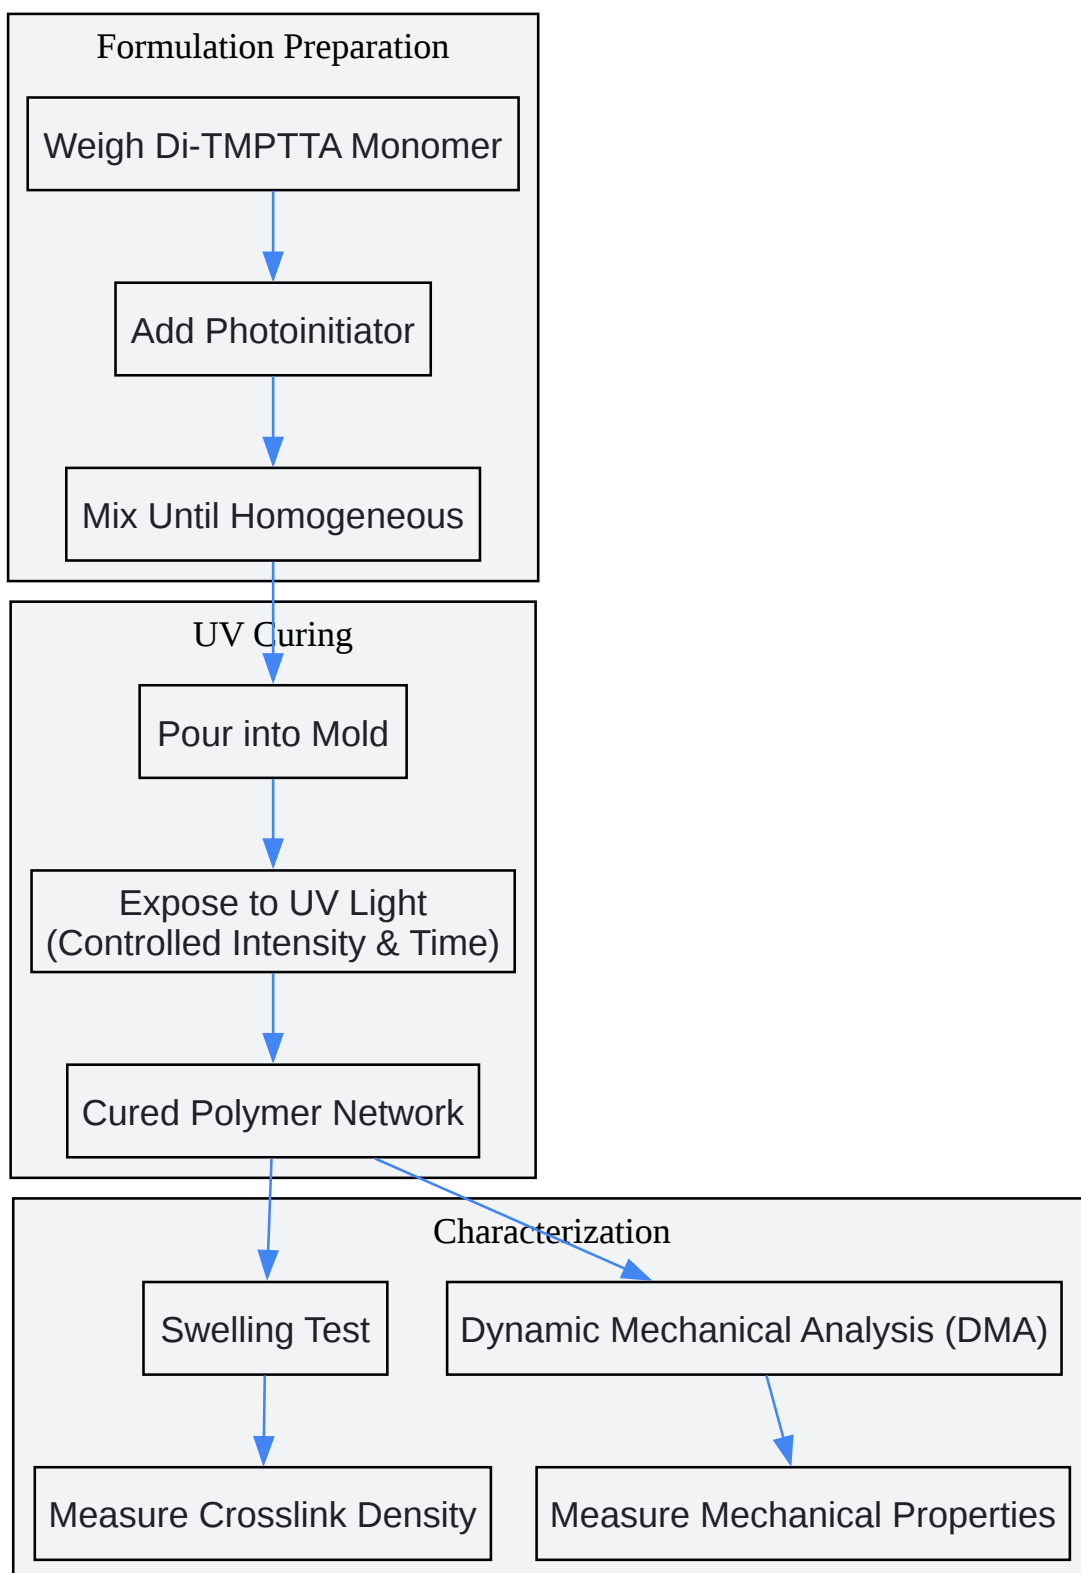 Formulation Preparation
Weigh Di-TMPTTA Monomer
Add Photoinitiator
Mix Until Homogeneous
UV Curing
Pour into Mold
Expose to UV Light
(Controlled Intensity & Time)
Cured Polymer Network
Characterization
Swelling Test
Dynamic Mechanical Analysis (DMA)
Measure Crosslink Density
Measure Mechanical Properties